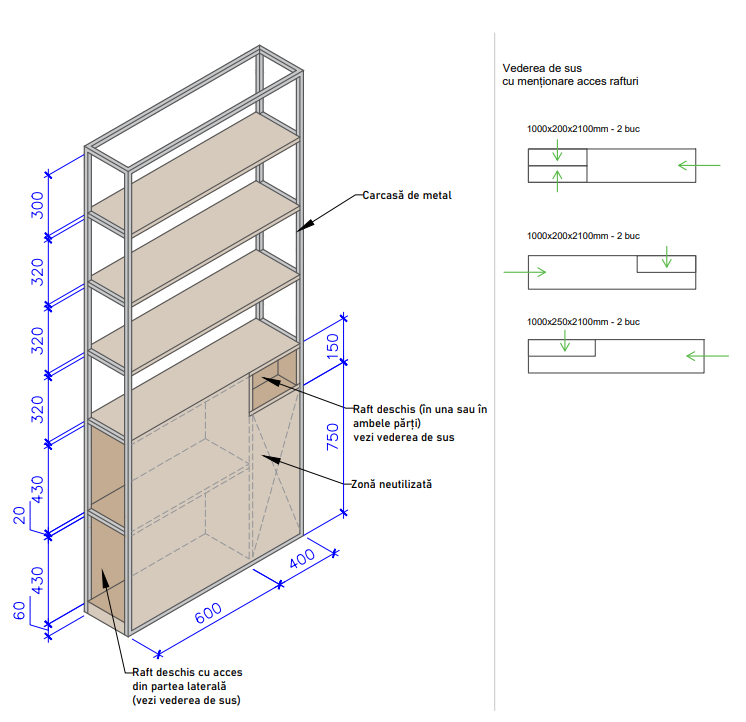 Vederea de sus
cu menționare acces rafturi
1000x200x2100mm - 2 buc
1000x200x2100mm - 2 buc
1000x250x2100mm - 2 buc
300
320
320
320
430
20
430
60
Carcasă de metal
150
750
Raft deschis (în una sau în
ambele părți)
vezi vederea de sus
Zonă neutilizată
400
600
Raft deschis cu acces
din partea laterală
(vezi vederea de sus)